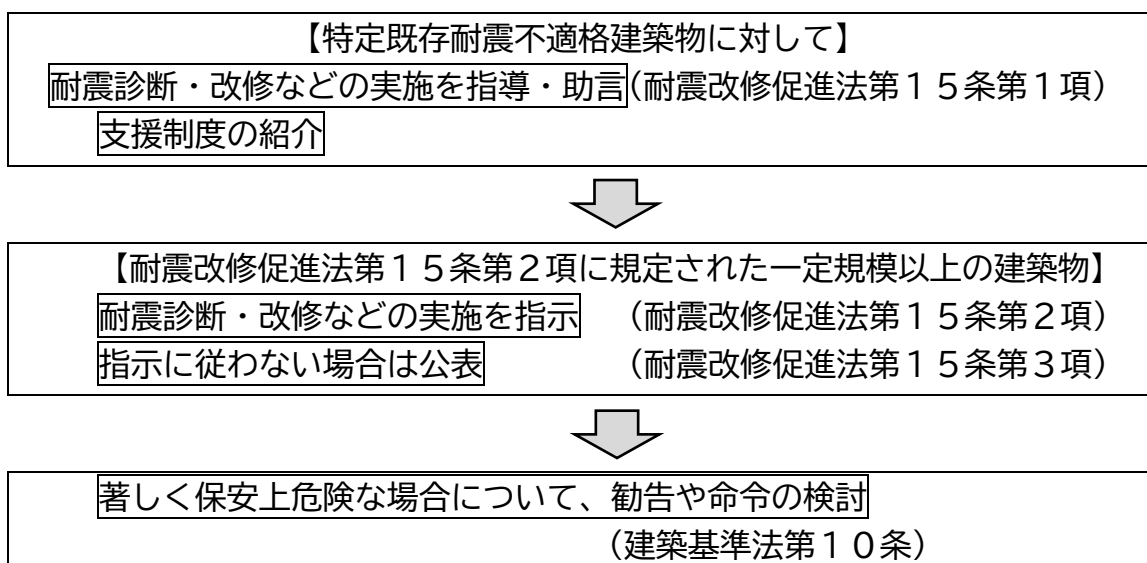 【特定既存耐震不適格建築物に対して】
耐震診断・改修などの実施を指導・助言(耐震改修促進法第15条第1項)
支援制度の紹介
【耐震改修促進法第15条第2項に規定された一定規模以上の建築物】
耐震診断・改修などの実施を指示 (耐震改修促進法第15条第2項)
指示に従わない場合は公表 (耐震改修促進法第15条第3項)
著しく保安上危険な場合について、勧告や命令の検討
(建築基準法第10条)